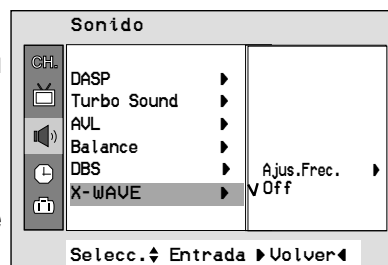 Sonido
CH.
DASP
Turbo Sound
AVL
Balance
DBS
X-WAVE
Ajus.Frec.
Off
Selecc. Entrada Volver